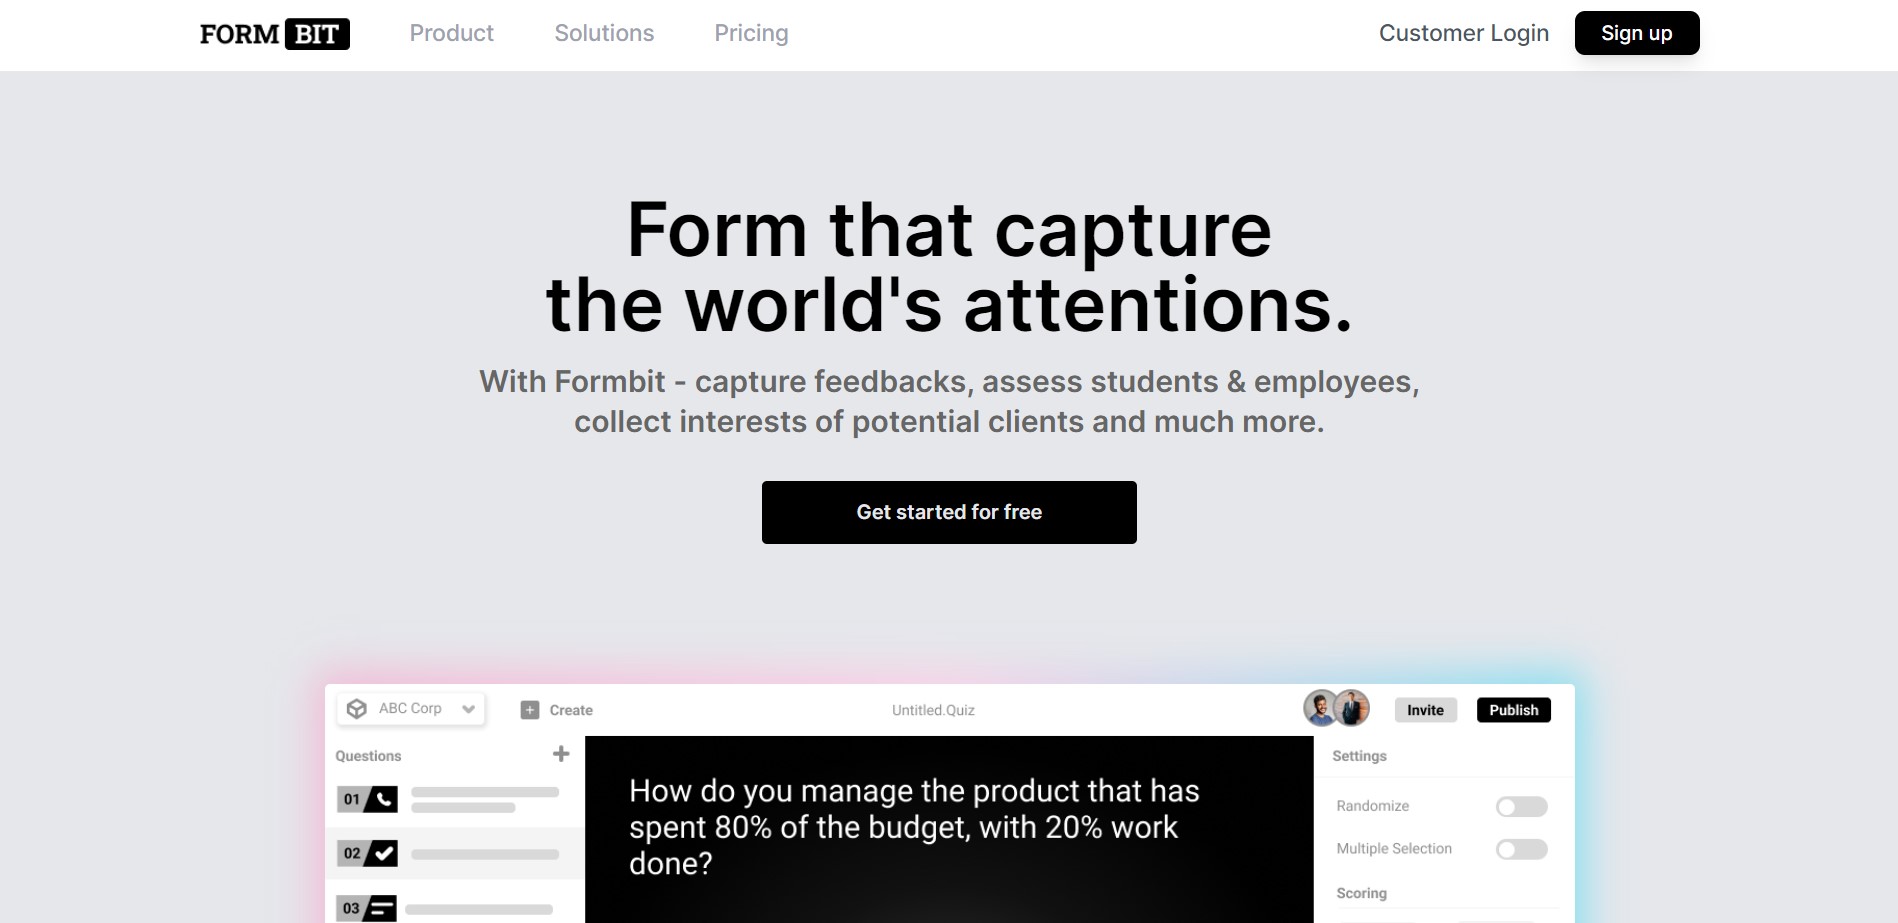 FORM BIT
Product
Solutions
Pricing
Customer Login
Sign up
Form that capture
the world's attentions.
With Formbit - capture feedbacks, assess students & employees,
collect interests of potential clients and much more.
Get started for free
ABC Corp
Create
Untitled.Quiz
Invite
Publish
Questions
01
02
03
How do you manage the product that has
spent 80% of the budget, with 20% work
done?
Settings
Randomize
Multiple Selection
Scoring